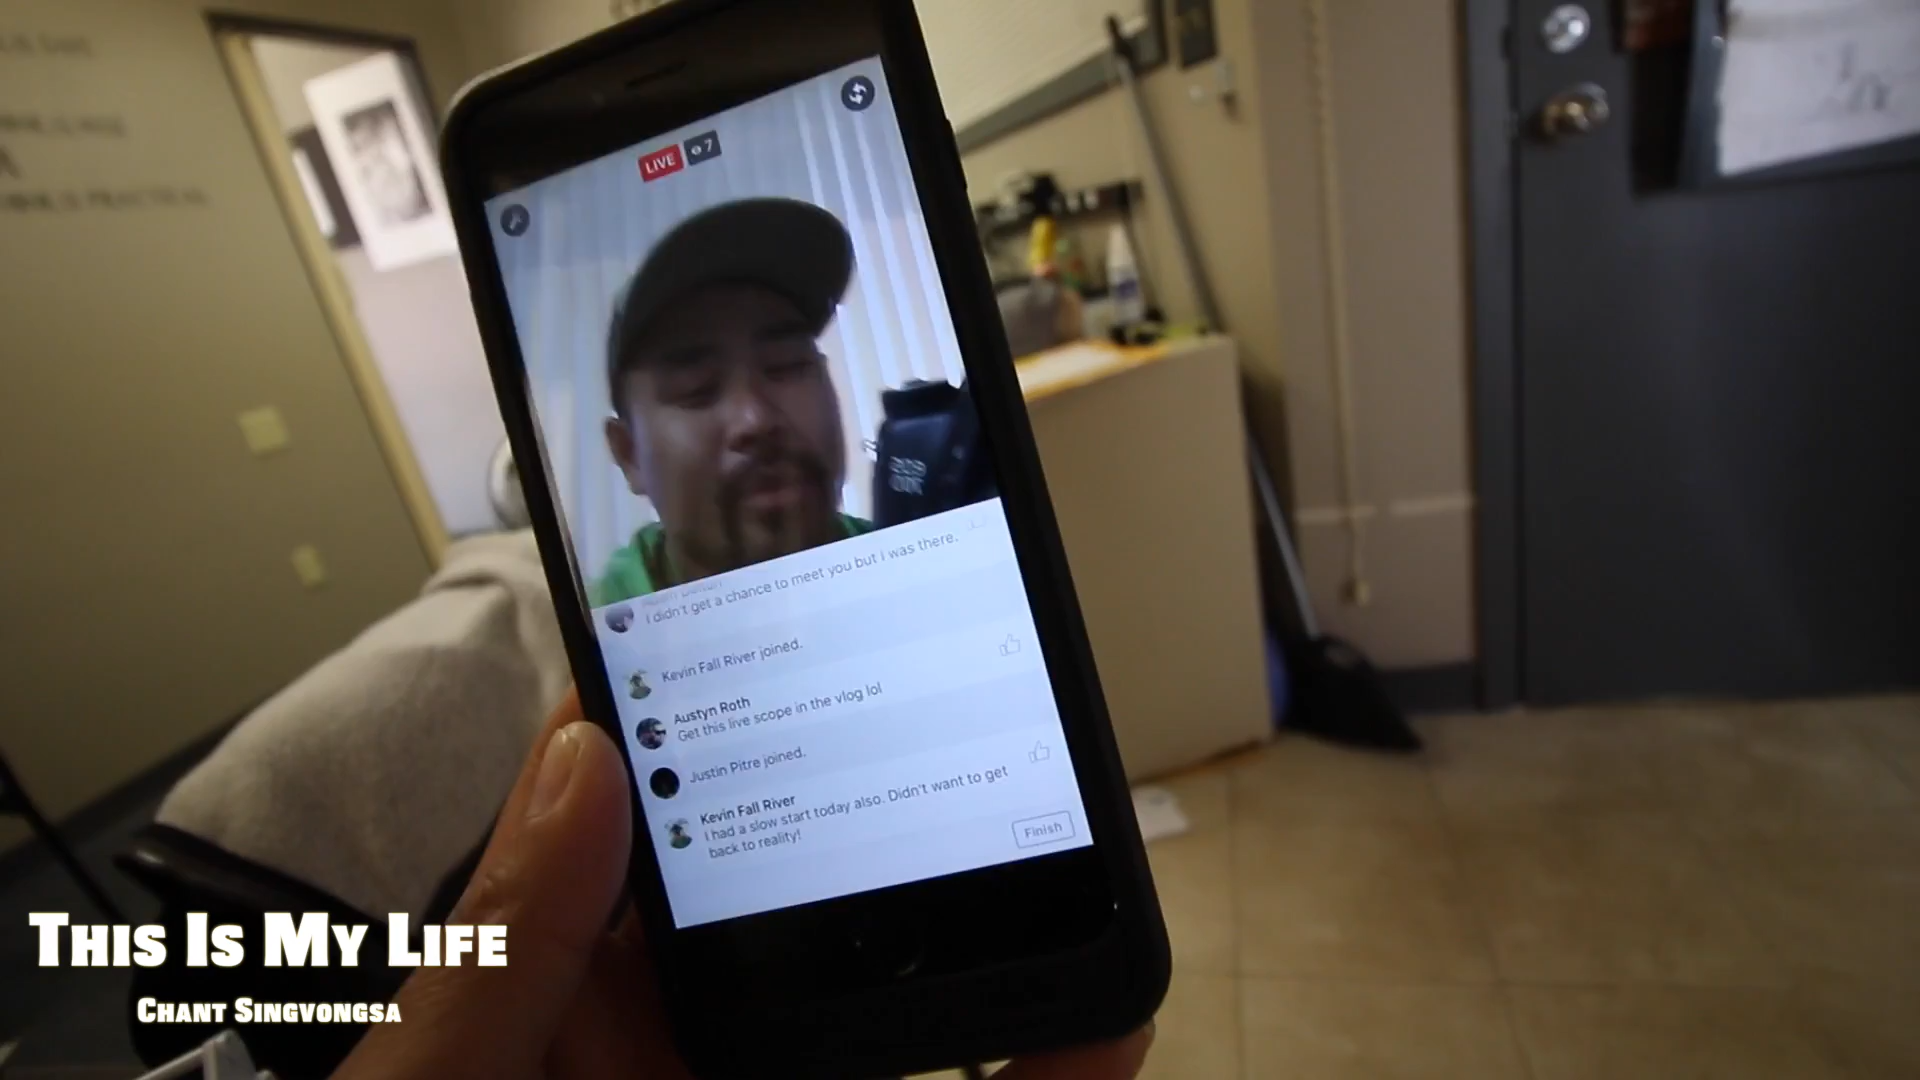 LIVE 7
I didn't get a chance to meet you but i was there.
Kevin Fall River joined.
Austyn Roth
Get this live scope in the vlog lol
Justin Pitre joined.
Kevin Fall River
I had a slow start today also. Didn't want to get
back to reality!
Finish
THIS IS MY LIFE
CHANT SINGVONGSA